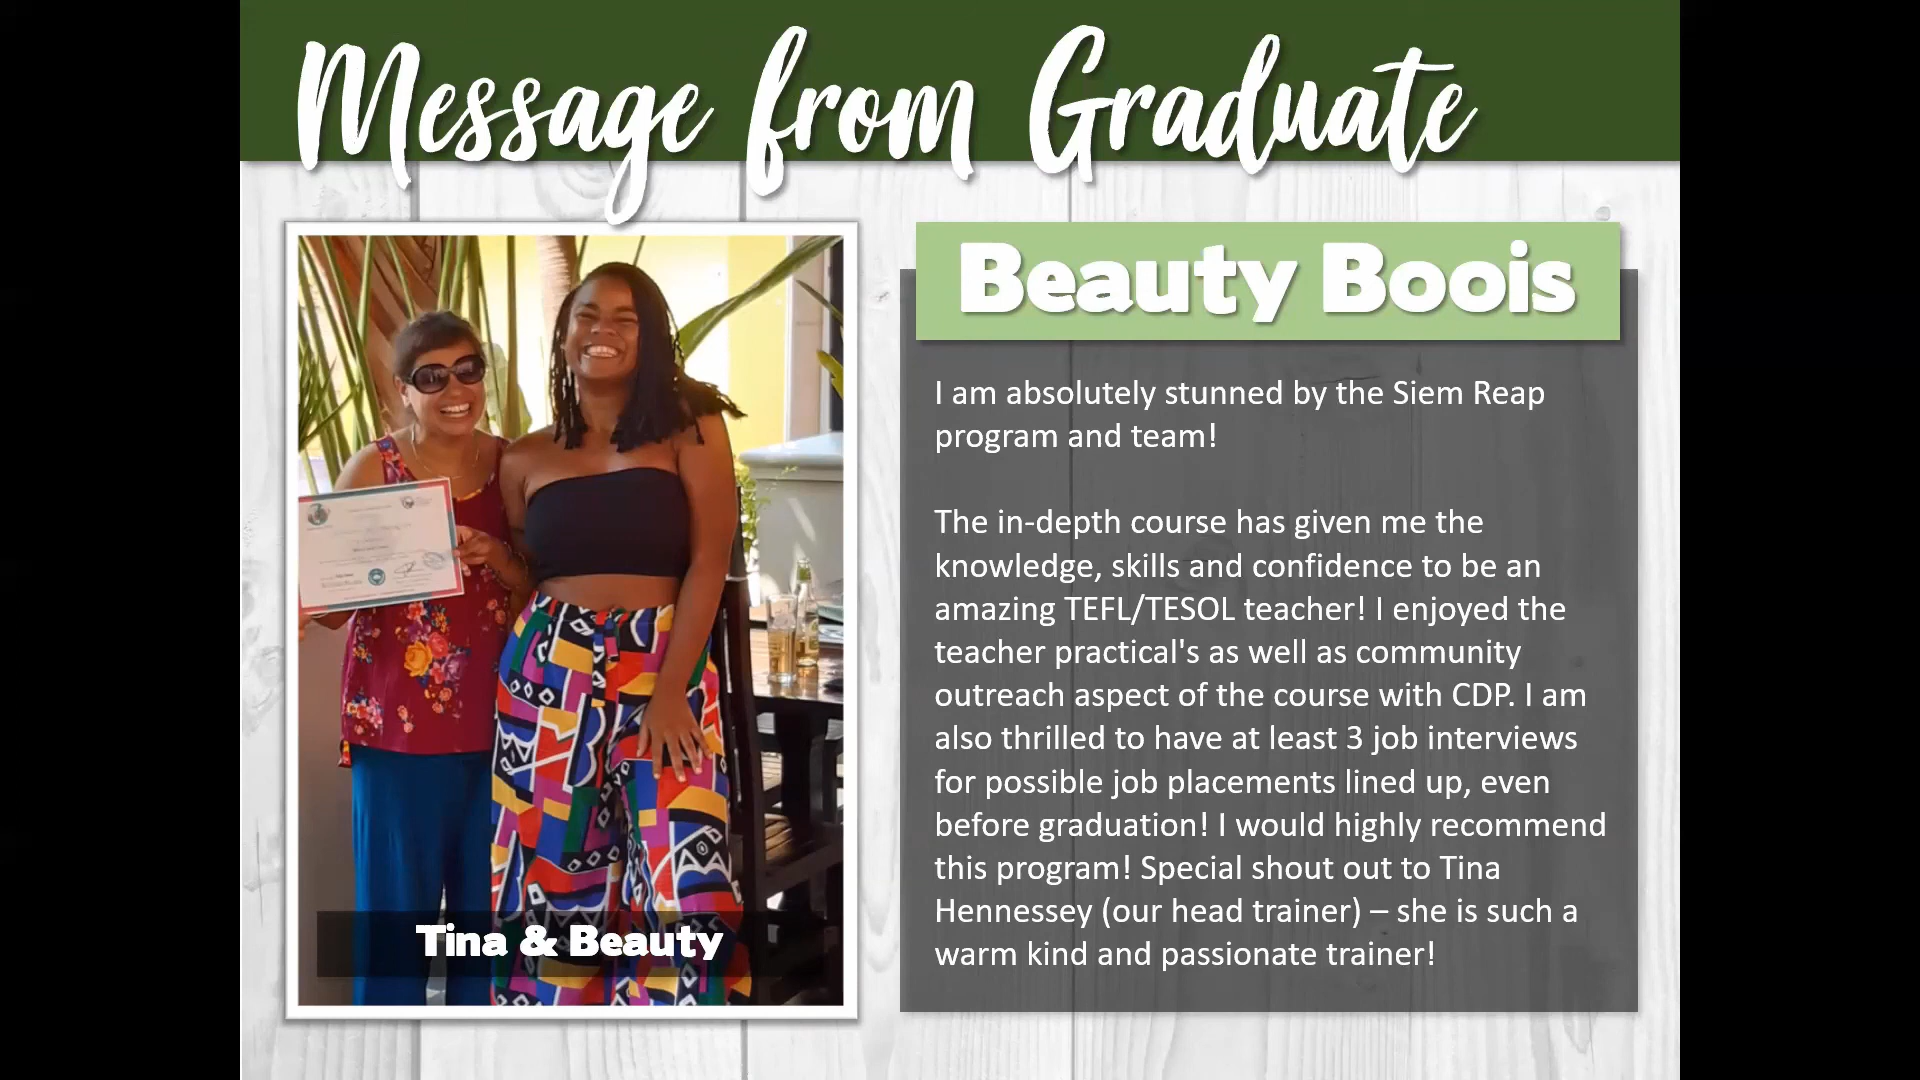 Message from Graduate
Beauty Boois
I am absolutely stunned by the Siem Reap
program and team!
The in-depth course has given me the
knowledge, skills and confidence to be an
amazing TEFL/TESOL teacher! I enjoyed the
teacher practical's as well as community
outreach aspect of the course with CDP. I am
also thrilled to have at least 3 job interviews
for possible job placements lined up, even
before graduation! I would highly recommend
this program! Special shout out to Tina
Hennessey (our head trainer) – she is such a
warm kind and passionate trainer!
Tina & Beauty